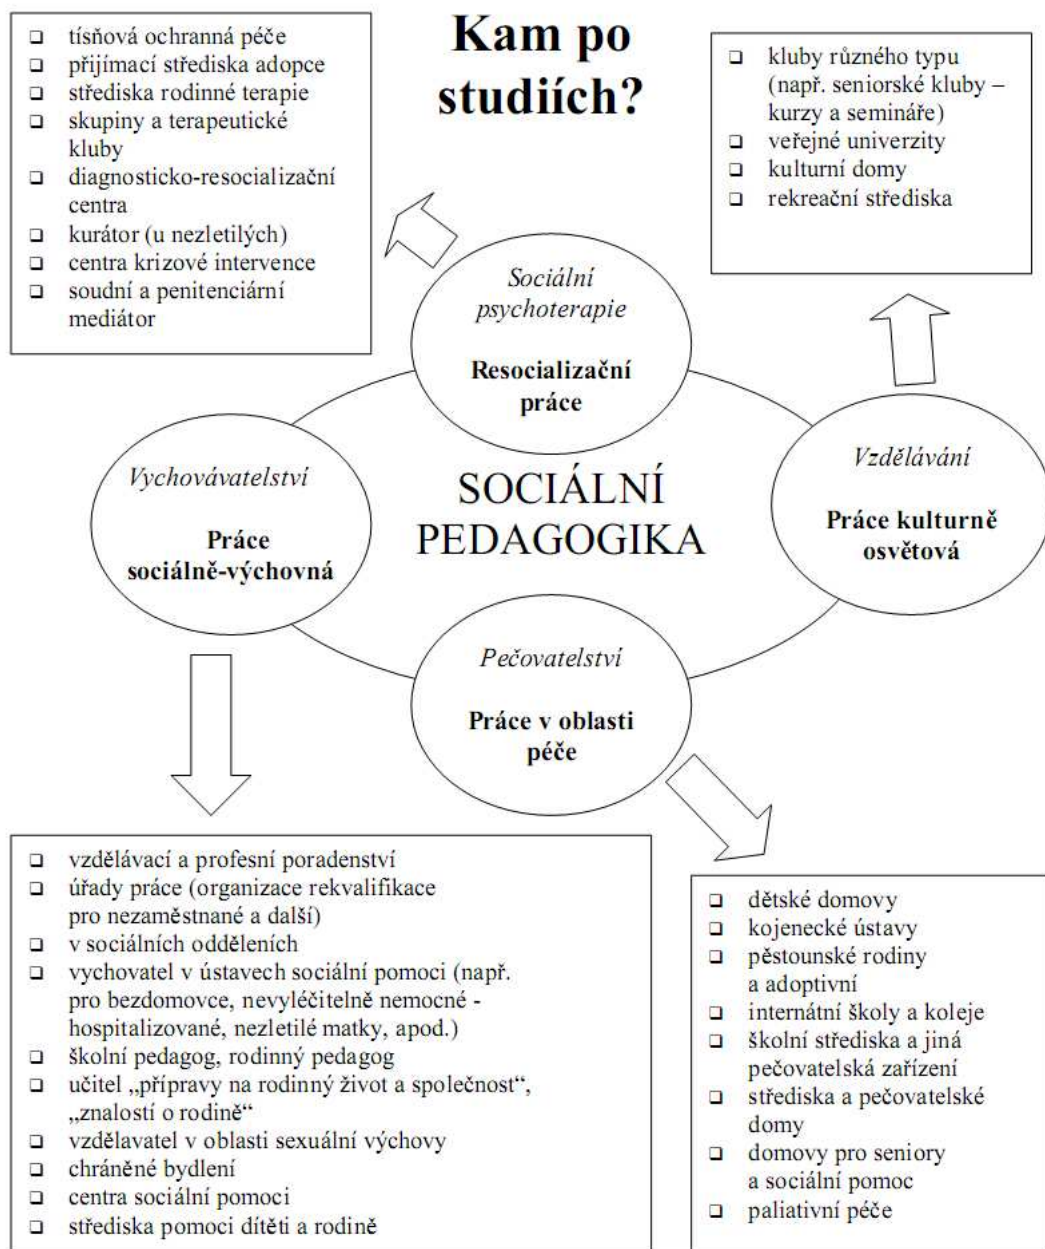 Kam po
studiích?
❑ tísňová ochranná péče
❑ přijímací střediska adopce
❑ střediska rodinné terapie
❑ skupiny a terapeutické
kluby
❑ diagnosticko-resocializační
centra
❑ kurátor (u nezletilých)
❑ centra krizové intervence
❑ soudní a penitenciární
mediátor
❑ kluby různého typu
(např. seniorské kluby –
kurzy a semináře)
❑ veřejné univerzity
❑ kulturní domy
❑ rekreační střediska
Sociální
psychoterapie
Resocializační
práce
Vychovávatelství
Práce
sociálně-výchovná
SOCIÁLNÍ
PEDAGOGIKA
Vzdělávání
Práce kulturně
osvětová
Pečovatelství
Práce v oblasti
péče
❑ vzdělávací a profesní poradenství
❑ úřady práce (organizace rekvalifikace
pro nezaměstnané a další)
❑ v sociálních odděleních
❑ vychovatel v ústavech sociální pomoci (např.
pro bezdomovce, nevyléčitelně nemocné -
hospitalizované, nezletilé matky, apod.)
❑ školní pedagog, rodinný pedagog
❑ učitel „přípravy na rodinný život a společnost“,
„znalostí o rodině“
❑ vzdělavatel v oblasti sexuální výchovy
❑ chráněné bydlení
❑ centra sociální pomoci
❑ střediska pomoci dítěti a rodině
❑ dětské domovy
❑ kojenecké ústavy
❑ pěstounské rodiny
a adoptivní
❑ internátní školy a koleje
❑ školní střediska a jiná
pečovatelská zařízení
❑ střediska a pečovatelské
domy
❑ domovy pro seniory
a sociální pomoc
❑ paliativní péče